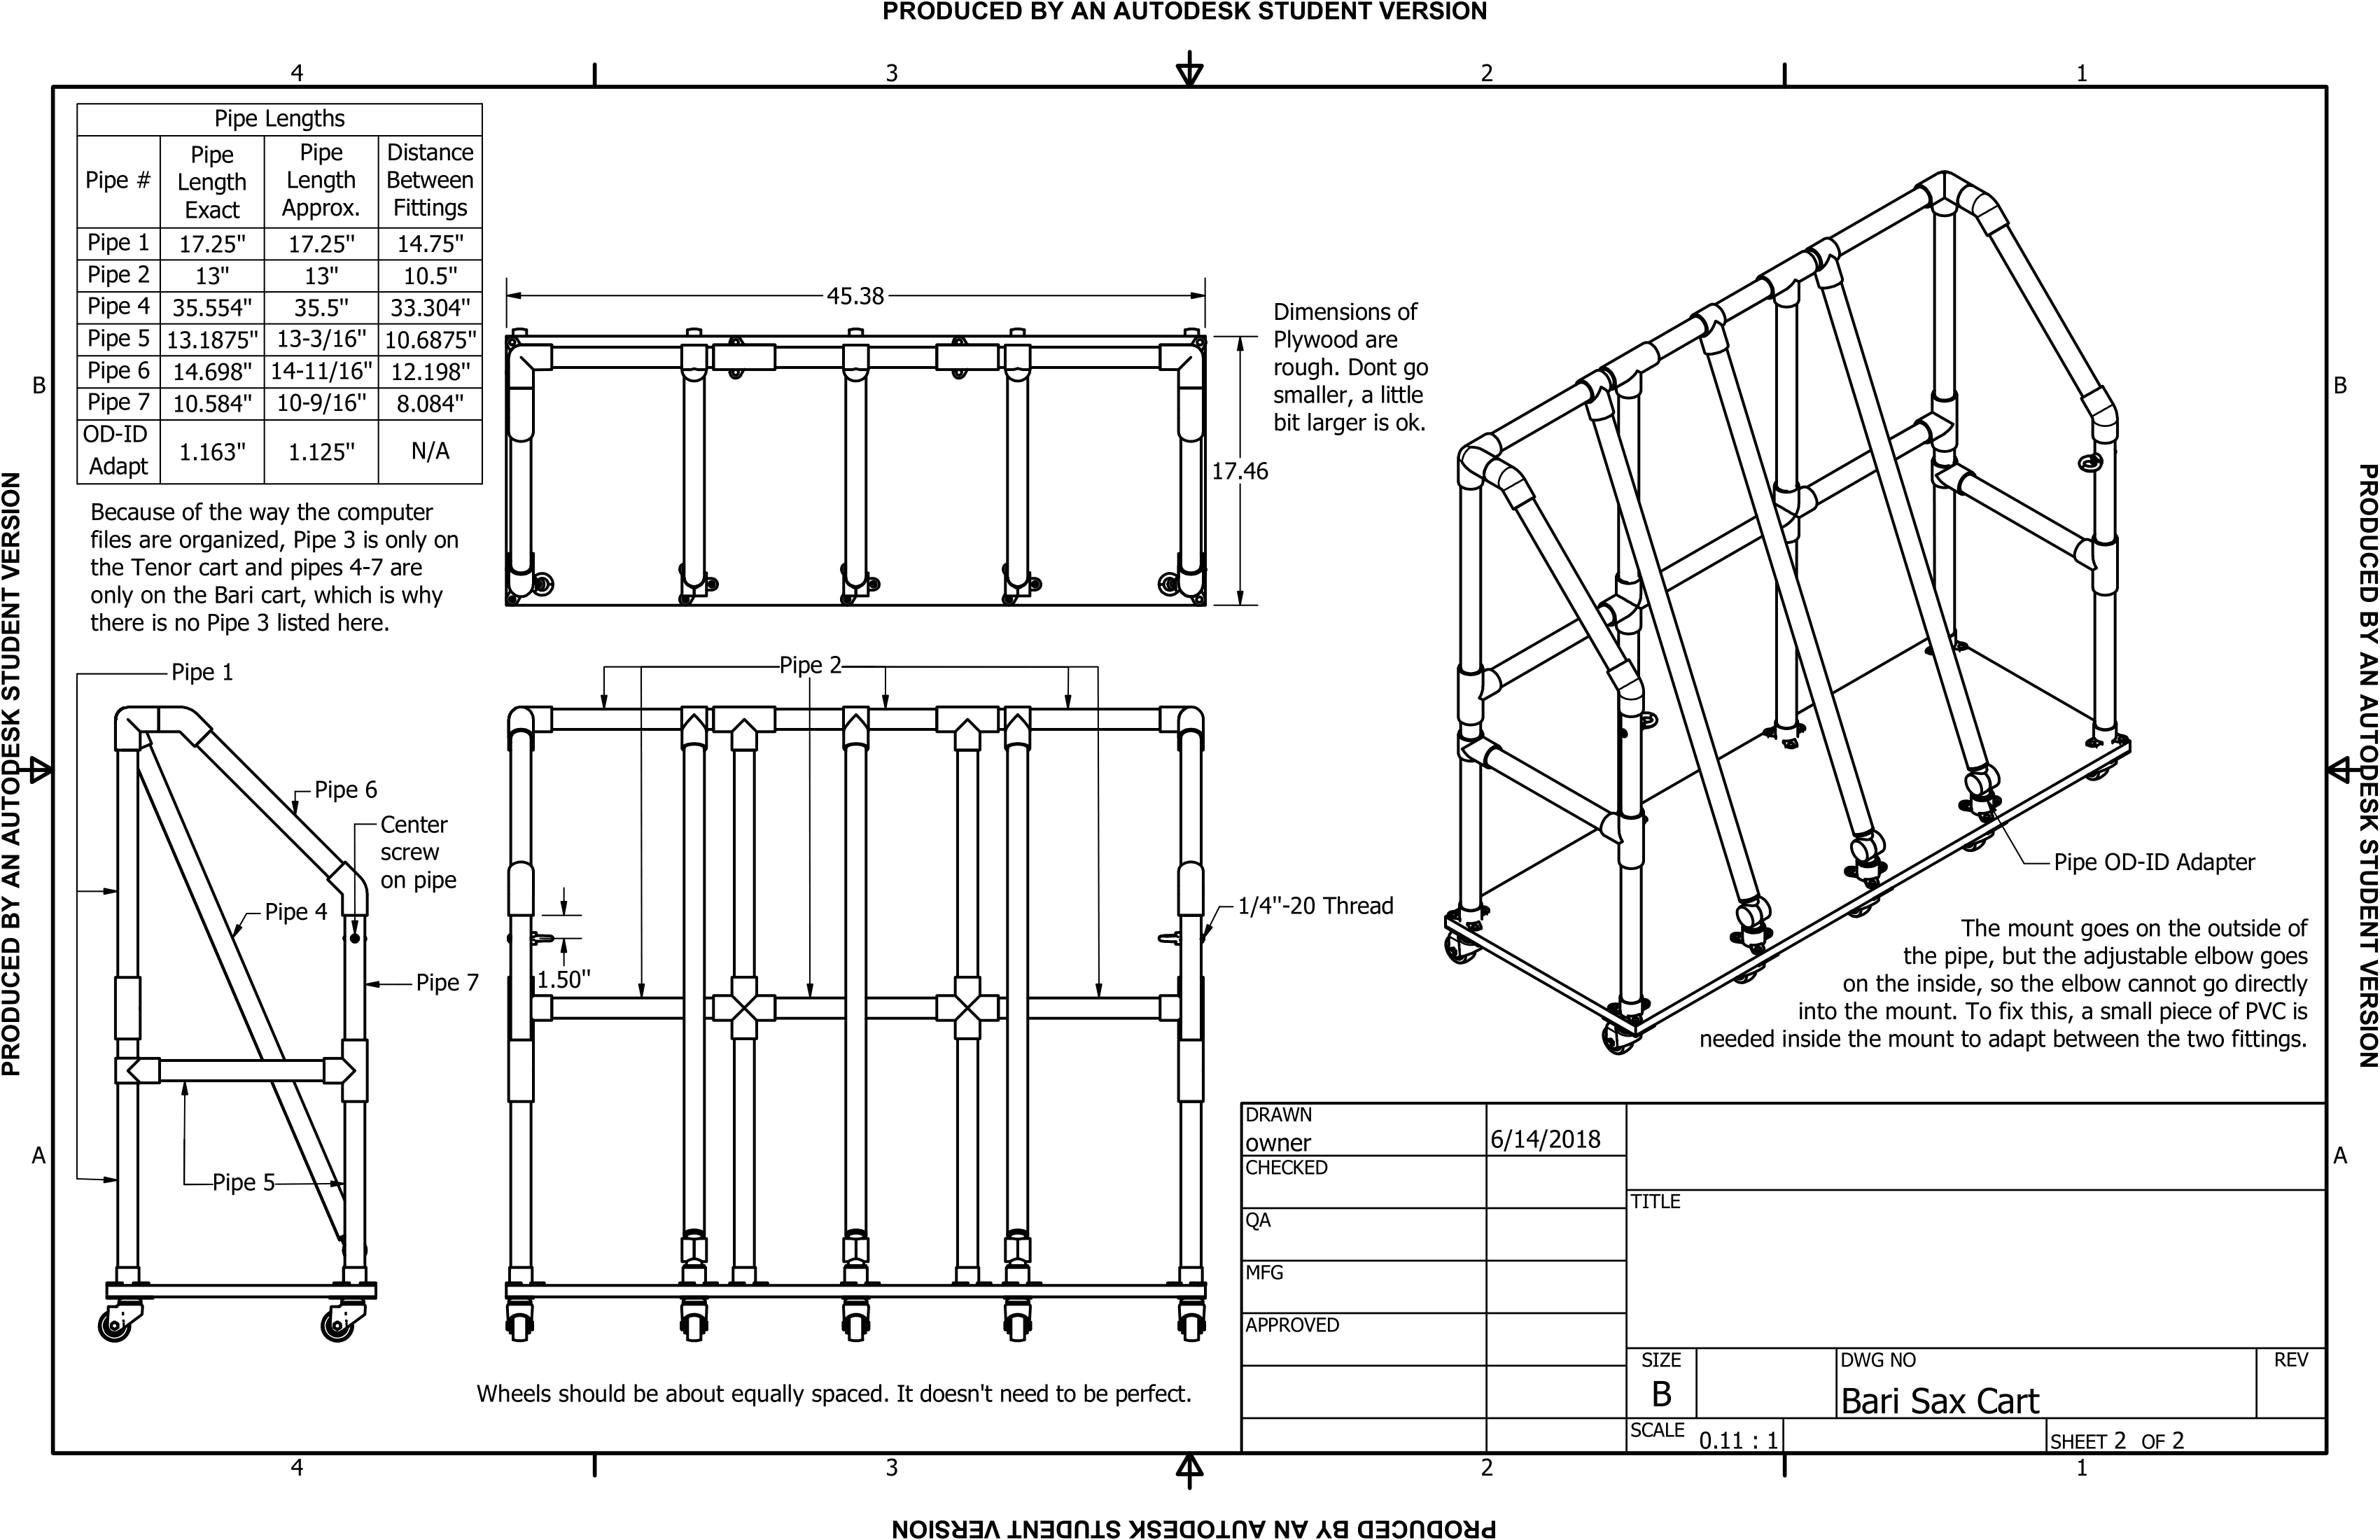 PRODUCED BY AN AUTODESK STUDENT VERSION
4
3
2
1
Pipe Lengths
Pipe #
Pipe
Length
Exact
Pipe
Length
Approx.
Distance
Between
Fittings
Pipe 1 17.25" 17.25" 14.75"
Pipe 2 13" 13" 10.5"
Pipe 4 35.554" 35.5" 33.304"
Pipe 5 13.1875" 13-3/16" 10.6875"
Pipe 6 14.698" 14-11/16" 12.198"
Pipe 7 10.584" 10-9/16" 8.084"
OD-ID
Adapt 1.163" 1.125" N/A
Because of the way the computer
files are organized, Pipe 3 is only on
the Tenor cart and pipes 4-7 are
only on the Bari cart, which is why
there is no Pipe 3 listed here.
45.38
17.46
Dimensions of
Plywood are
rough. Dont go
smaller, a little
bit larger is ok.
B
B
PRODUCED BY AN AUTODESK STUDENT VERSION
PRODUCED BY AN AUTODESK STUDENT VERSION
Pipe 1
Pipe 6
Center
screw
on pipe
Pipe 4
Pipe 7
Pipe 5
Pipe 2
1.50"
1/4"-20 Thread
Pipe OD-ID Adapter
The mount goes on the outside of
the pipe, but the adjustable elbow goes
on the inside, so the elbow cannot go directly
into the mount. To fix this, a small piece of PVC is
needed inside the mount to adapt between the two fittings.
A
A
Wheels should be about equally spaced. It doesn't need to be perfect.
DRAWN
owner
6/14/2018
CHECKED
QA
MFG
APPROVED
TITLE
SIZE
B
DWG NO
Bari Sax Cart
REV
SCALE
0.11 : 1
SHEET 2 OF 2
4
3
2
1
PRODUCED BY AN AUTODESK STUDENT VERSION